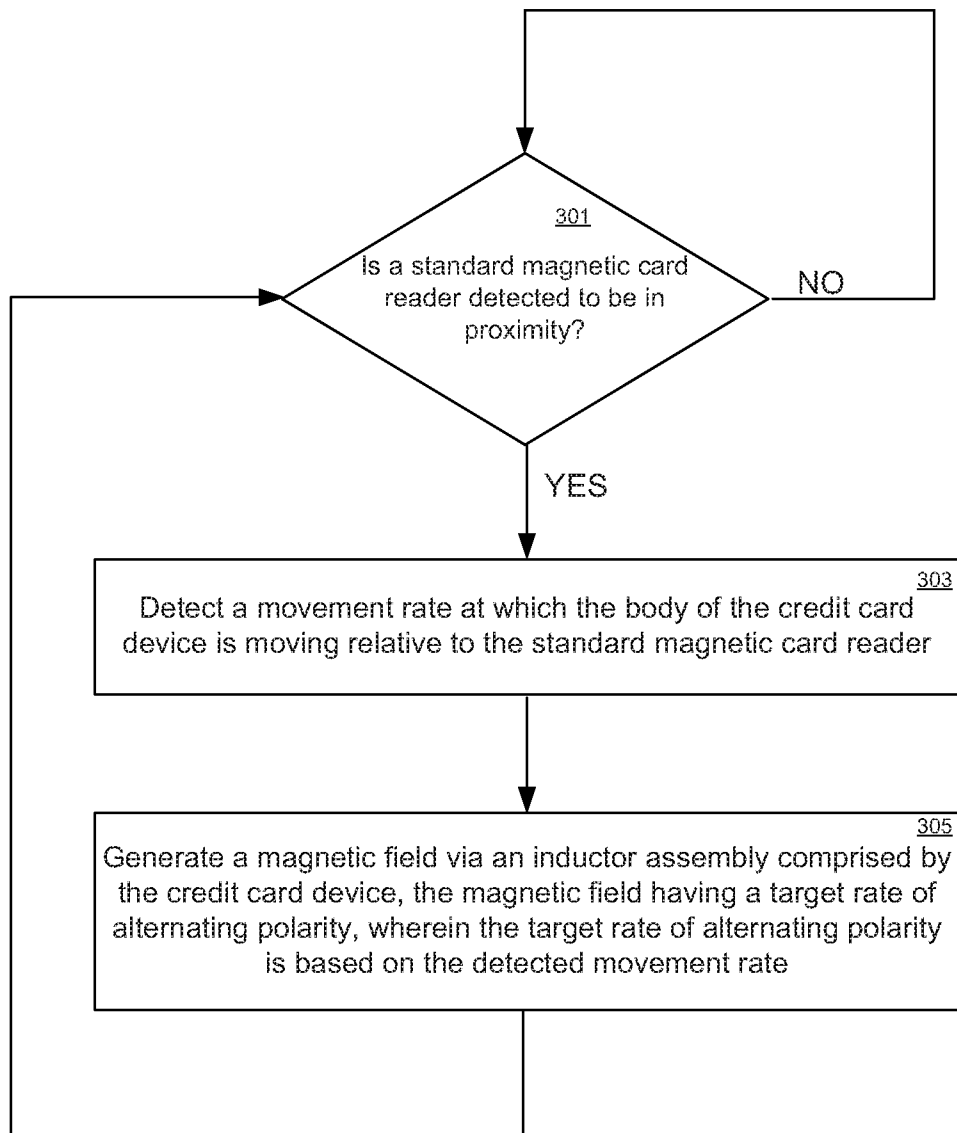 301
Is a standard magnetic card
reader detected to be in
proximity?
NO
YES
303
Detect a movement rate at which the body of the credit card
device is moving relative to the standard magnetic card reader
305
Generate a magnetic field via an inductor assembly comprised by
the credit card device, the magnetic field having a target rate of
alternating polarity, wherein the target rate of alternating polarity
is based on the detected movement rate